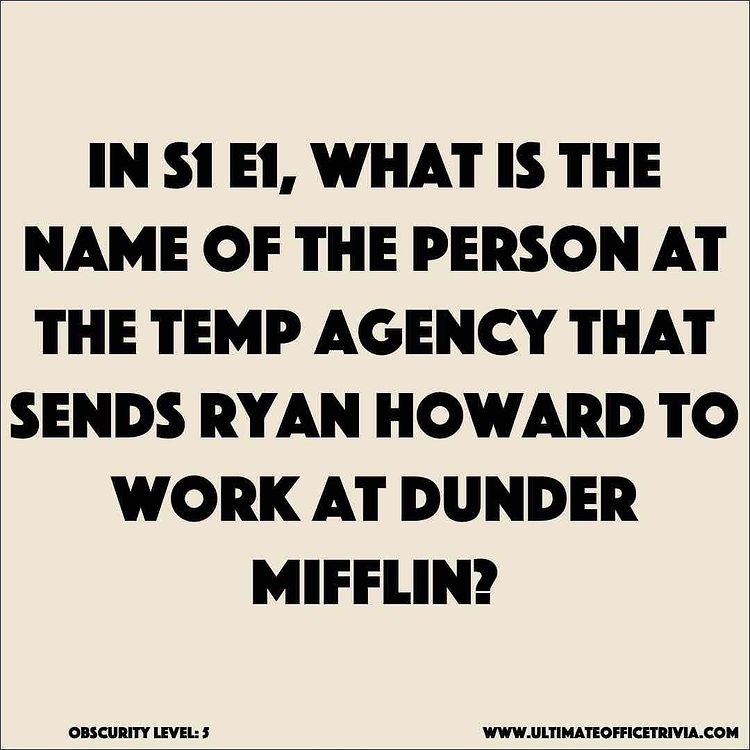 IN S1 E1, WHAT IS THE
NAME OF THE PERSON AT
THE TEMP AGENCY THAT
SENDS RYAN HOWARD TO
WORK AT DUNDER
MIFFLIN?
OBSCURITY LEVEL: 5
WWW.ULTIMATEOFFICETRIVIA.COM